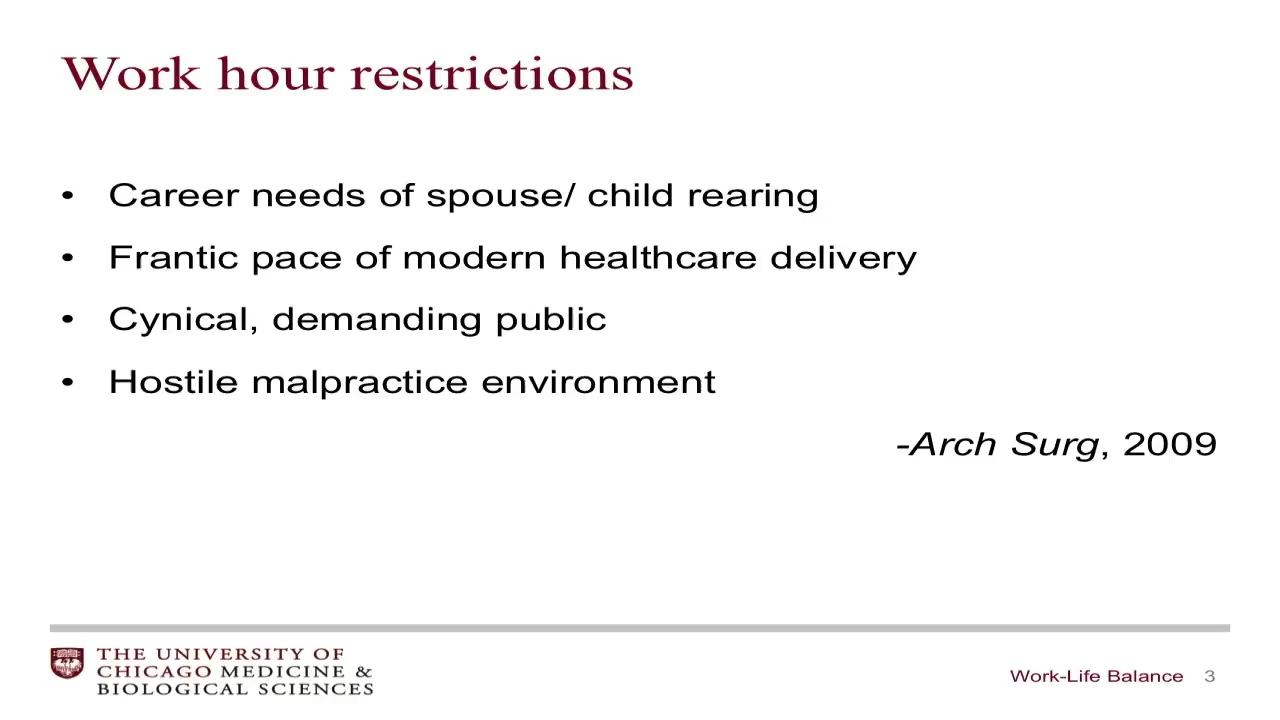 Work hour restrictions
• Career needs of spouse/ child rearing
• Frantic pace of modern healthcare delivery
• Cynical, demanding public
• Hostile malpractice environment
-Arch Surg, 2009
THE UNIVERSITY OF
CHICAGO MEDICINE &
BIOLOGICAL SCIENCES
Work-Life Balance 3